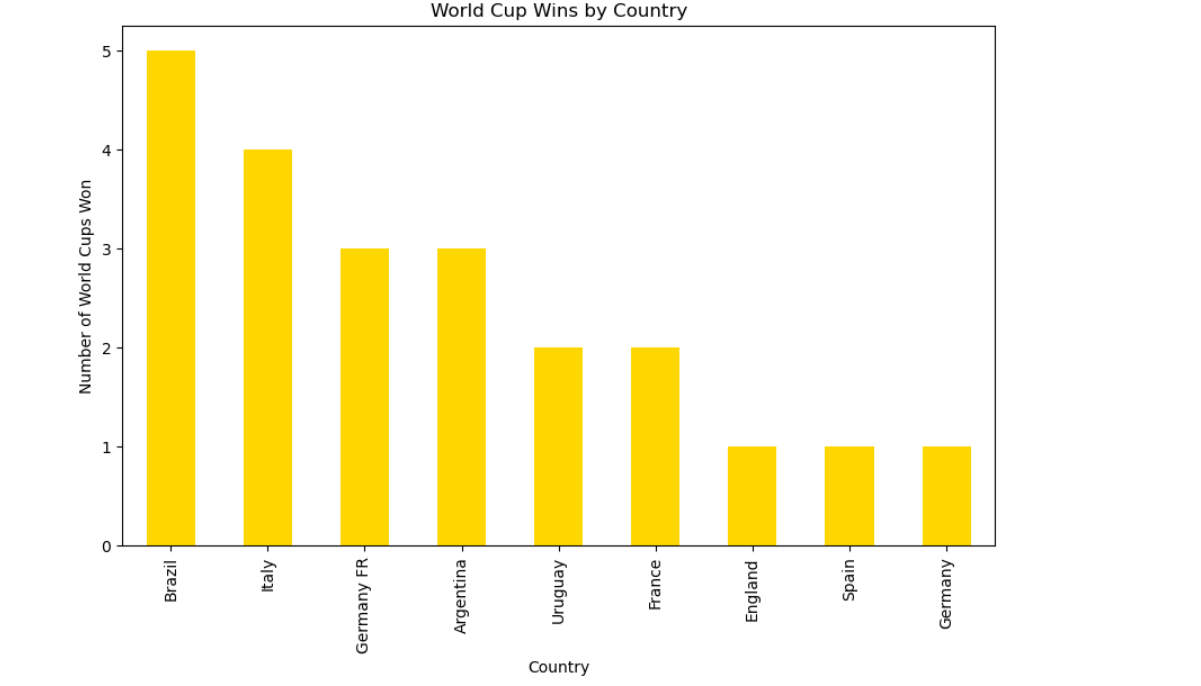 World Cup Wins by Country
Number of World Cups Won
5
4
3
2
1
0
Brazil
Italy
Germany FR
Argentina
Uruguay
France
England
Spain
Germany
Country